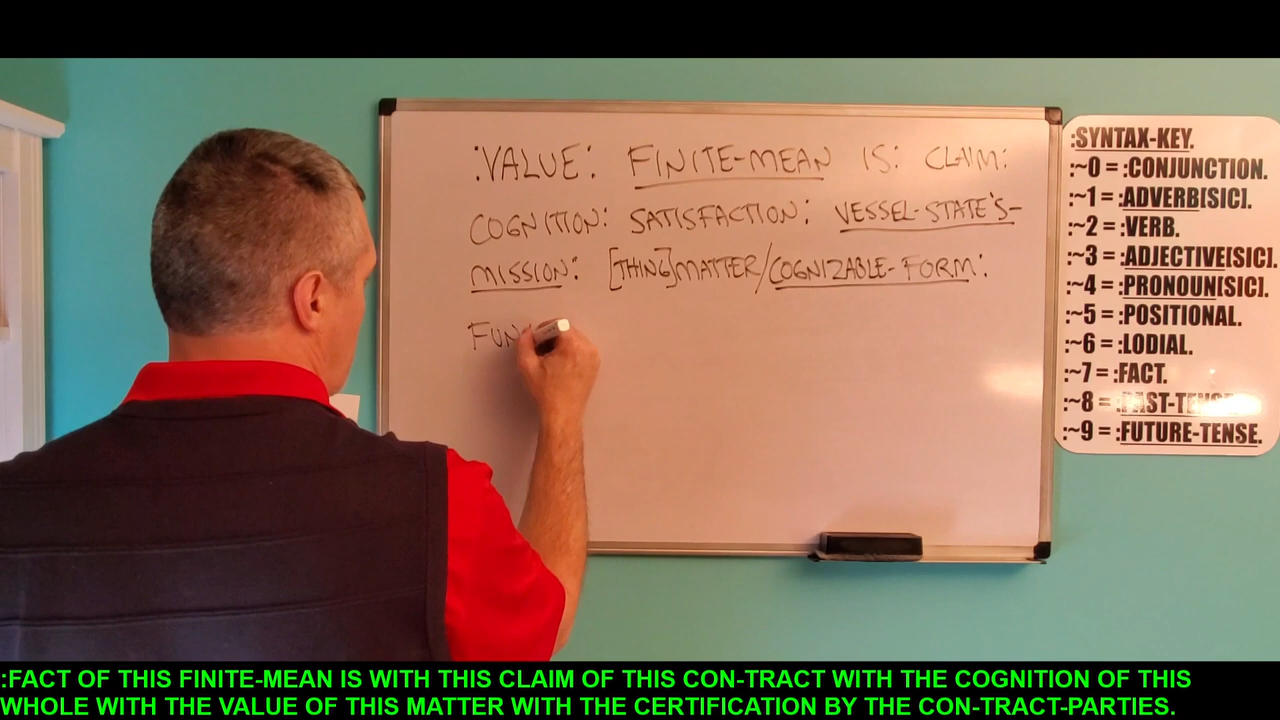 :VALUE: FINITE-MEAN IS: CLAIM:
COGNITION: SATISFACTION: VESSEL-STATE'S-
MISSION: [THING]MATTER/COGNIZABLE-FORM:
FUN
:SYNTAX-KEY.
:~0 = :CONJUNCTION.
:~1 = :ADVERB[SIC].
:~2 = :VERB.
:~3 = :ADJECTIVE[SIC].
:~4 = :PRONOUN[SIC].
:~5 = :POSITIONAL.
:~6 = :LODIAL.
:~7 = :FACT.
:~8 = :PAST-TENSE.
:~9 = :FUTURE-TENSE.
:FACT OF THIS FINITE-MEAN IS WITH THIS CLAIM OF THIS CON-TRACT WITH THE COGNITION OF THIS
WHOLE WITH THE VALUE OF THIS MATTER WITH THE CERTIFICATION BY THE CON-TRACT-PARTIES.